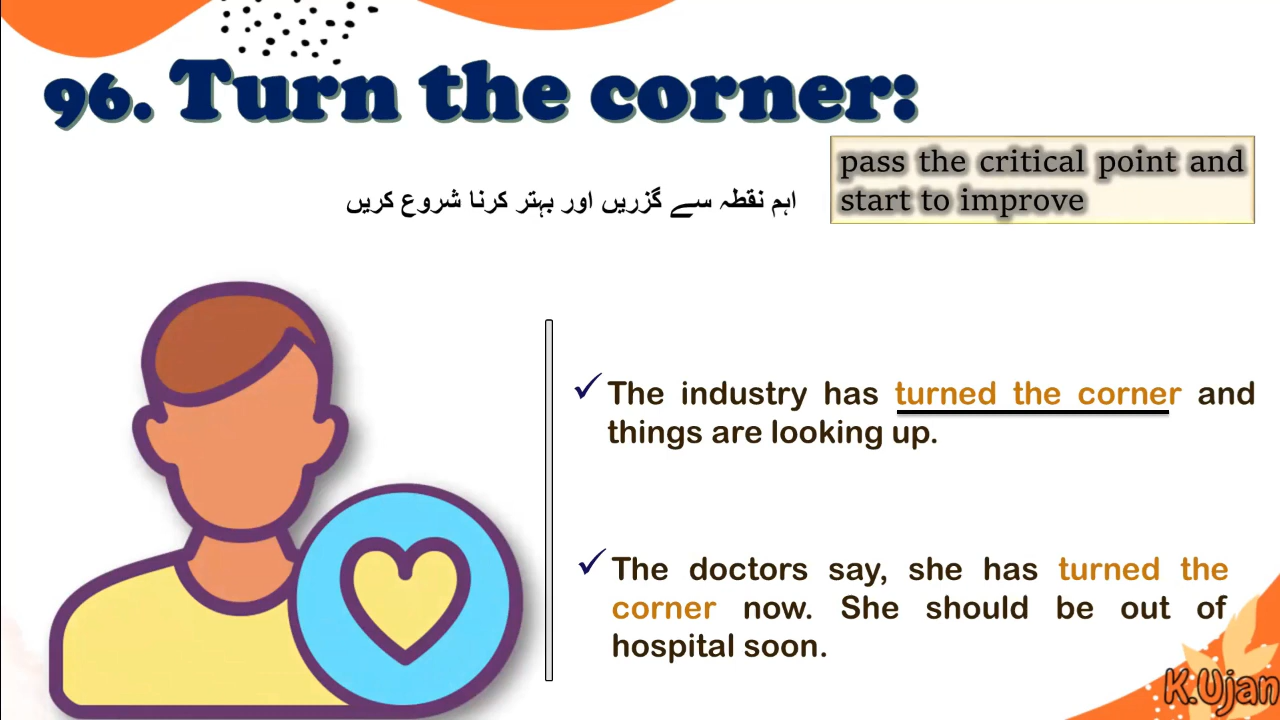 96. Turn the corner:
pass the critical point and
start to improve
اہم نقطہ سے گزریں اور بہتر کرنا شروع کریں
The industry has turned the corner and
things are looking up.
The doctors say, she has turned the
corner now. She should be out of
hospital soon.
K.Ujan